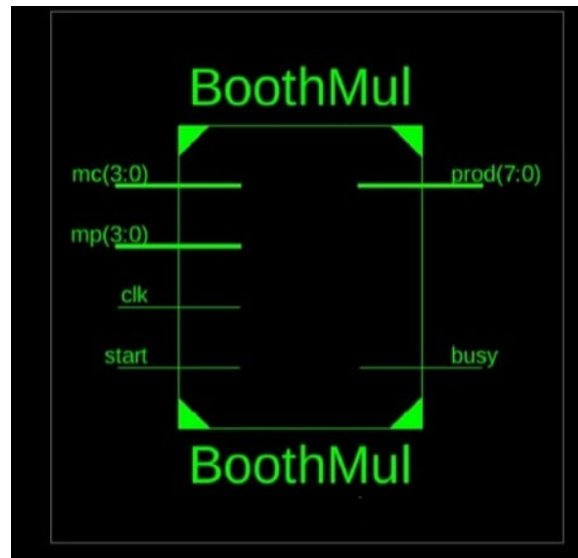 BoothMul
mc(3:0)
prod(7:0)
mp(3:0)
clk
start
busy
BoothMul